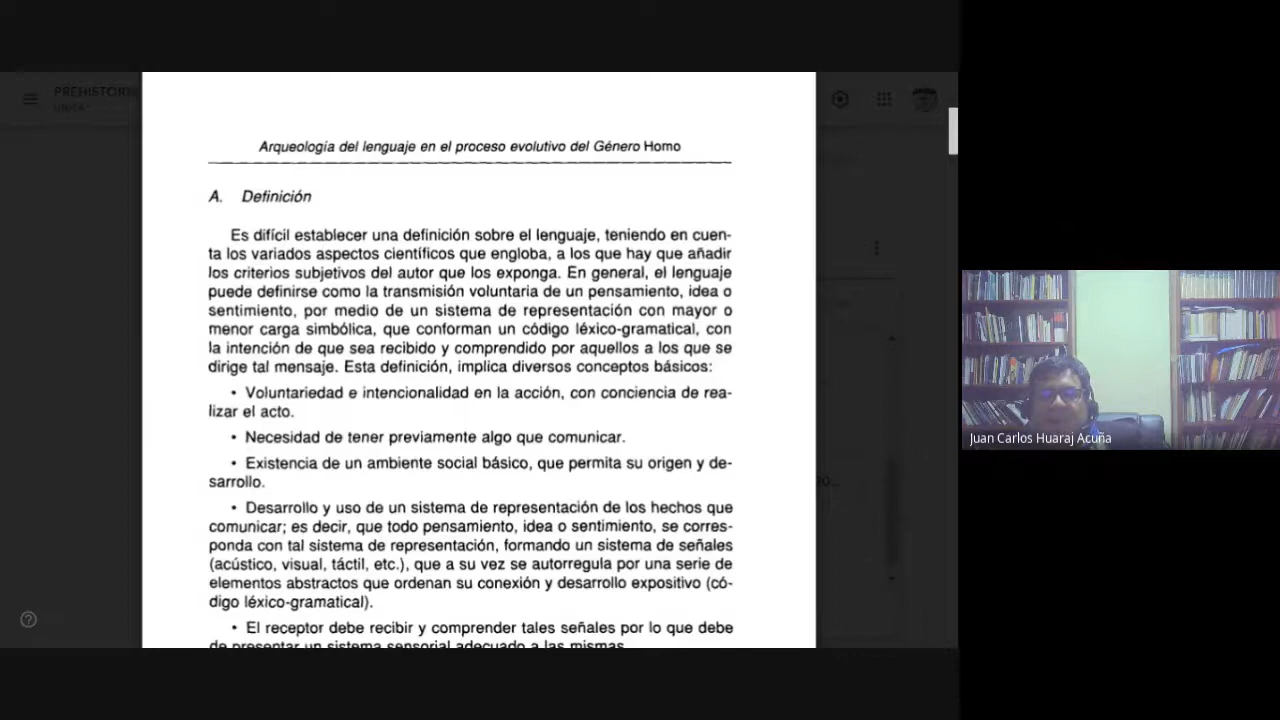 PREHISTORIA
UNICA
Arqueología del lenguaje en el proceso evolutivo del Género Homo
A. Definición
Es difícil establecer una definición sobre el lenguaje, teniendo en cuen-
ta los variados aspectos científicos que engloba, a los que hay que añadir
los criterios subjetivos del autor que los exponga. En general, el lenguaje
puede definirse como la transmisión voluntaria de un pensamiento, idea o
sentimiento, por medio de un sistema de representación con mayor o
menor carga simbólica, que conforman un código léxico-gramatical, con
la intención de que sea recibido y comprendido por aquellos a los que se
dirige tal mensaje. Esta definición, implica diversos conceptos básicos:
• Voluntariedad e intencionalidad en la acción, con conciencia de rea-
lizar el acto.
• Necesidad de tener previamente algo que comunicar.
• Existencia de un ambiente social básico, que permita su origen y de-
sarrollo.
• Desarrollo y uso de un sistema de representación de los hechos que
comunicar; es decir, que todo pensamiento, idea o sentimiento, se corres-
ponda con tal sistema de representación, formando un sistema de señales
(acústico, visual, táctil, etc.), que a su vez se autorregula por una serie de
elementos abstractos que ordenan su conexión y desarrollo expositivo (có-
digo léxico-gramatical).
• El receptor debe recibir y comprender tales señales por lo que debe
de presentar un sistema sensorial adecuado a las mismas.
Juan Carlos Huaraj Acuña